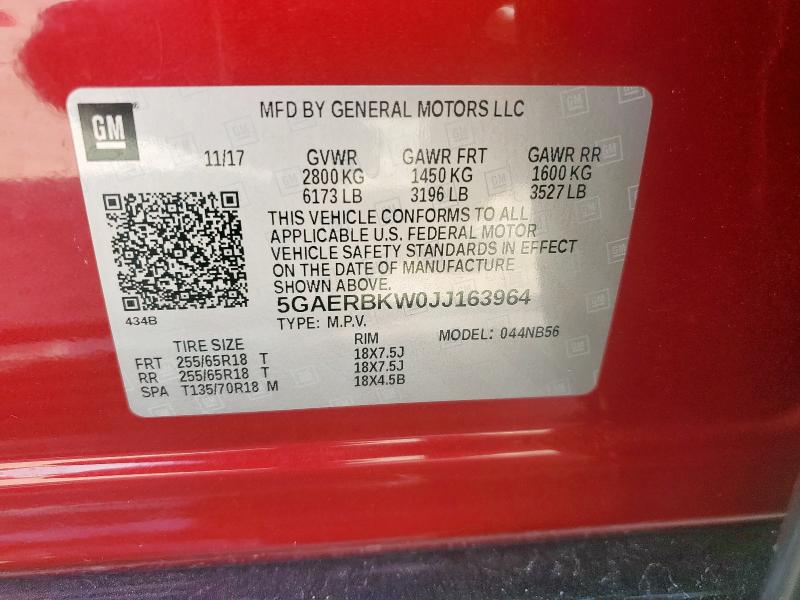 GM
MFD BY GENERAL MOTORS LLC
11/17 GVWR GAWR FRT GAWR RR
2800 KG 1450 KG 1600 KG
6173 LB 3196 LB 3527 LB
THIS VEHICLE CONFORMS TO ALL
APPLICABLE U.S. FEDERAL MOTOR
VEHICLE SAFETY STANDARDS IN EFFECT
ON THE DATE OF MANUFACTURE
SHOWN ABOVE.
434B
5GAERBKW0JJ163964
TYPE: M.P.V. MODEL: 044NB56
TIRE SIZE RIM
FRT 255/65R18 T 18X7.5J
RR 255/65R18 T 18X7.5J
SPA T135/70R18 M 18X4.5B